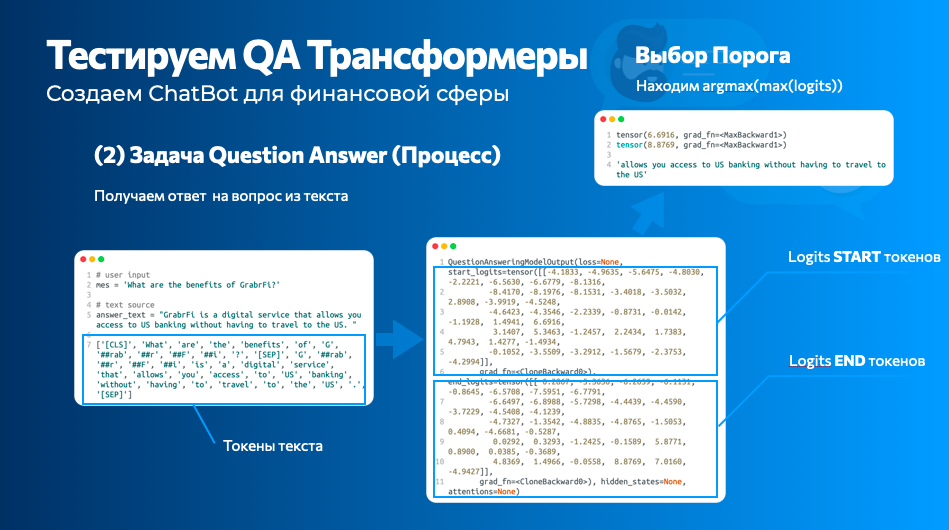 Тестируем QA Трансформеры
Создаем ChatBot для финансовой сферы
(2) Задача Question Answer (Процесс)
Получаем ответ на вопрос из текста
Выбор Порога
Находим argmax(max(logits))
1 tensor(6.6916, grad_fn=<MaxBackward1>)
2 tensor(8.8769, grad_fn=<MaxBackward1>)
3
4 'allows you access to US banking without having to travel to
the US'
1 # user input
2 mes = 'What are the benefits of GrabrFi?'
3
4 # text source
5 answer_text = "GrabrFi is a digital service that allows you
access to US banking without having to travel to the US. "
7 ['[CLS]', 'What', 'are', 'the', 'benefits', 'of', 'G',
'##rab', '##r', '##F', '##i', '?', '[SEP]', 'G', '##rab',
'##r', '##F', '##i', 'is', 'a', 'digital', 'service',
'that', 'allows', 'you', 'access', 'to', 'US', 'banking',
'without', 'having', 'to', 'travel', 'to', 'the', 'US', '.',
'[SEP]']
Токены текста
1 QuestionAnsweringModelOutput(loss=None,
start_logits=tensor([[-4.1833, -4.9635, -5.6475, -4.8030,
-2.2221, -6.5630, -6.6779, -8.1316,
2 -8.4170, -8.1976, -8.1531, -3.4018, -3.5032,
2.8908, -3.9919, -4.5248,
3 -4.6423, -4.3546, -2.2339, -0.8731, -0.0142,
-1.1928, 1.4941, 6.6916,
4 3.1407, 5.3463, -1.2457, 2.2434, 1.7383,
4.7943, 1.4277, -1.4934,
5 -0.1052, -3.5509, -3.2912, -1.5679, -2.3753,
-4.2994]],
6 grad_fn=<CloneBackward0>),
end_logits=tensor([[
-0.8645, -6.5708, -7.5951, -6.7791,
7 -6.6497, -6.8988, -5.7298, -4.4439, -4.4590,
-3.7229, -4.5408, -4.1239,
8 -4.7327, -1.3542, -4.8835, -4.8765, -1.5053,
0.4094, -4.6681, -0.5287,
9 0.0292, 0.3293, -1.2425, -0.1589, 5.8771,
0.8900, 0.0385, -0.3689,
10 4.8369, 1.4966, -0.0558, 8.8769, 7.0160,
-4.9427]],
11 grad_fn=<CloneBackward0>), hidden_states=None,
attentions=None)
Logits START токенов
Logits END токенов